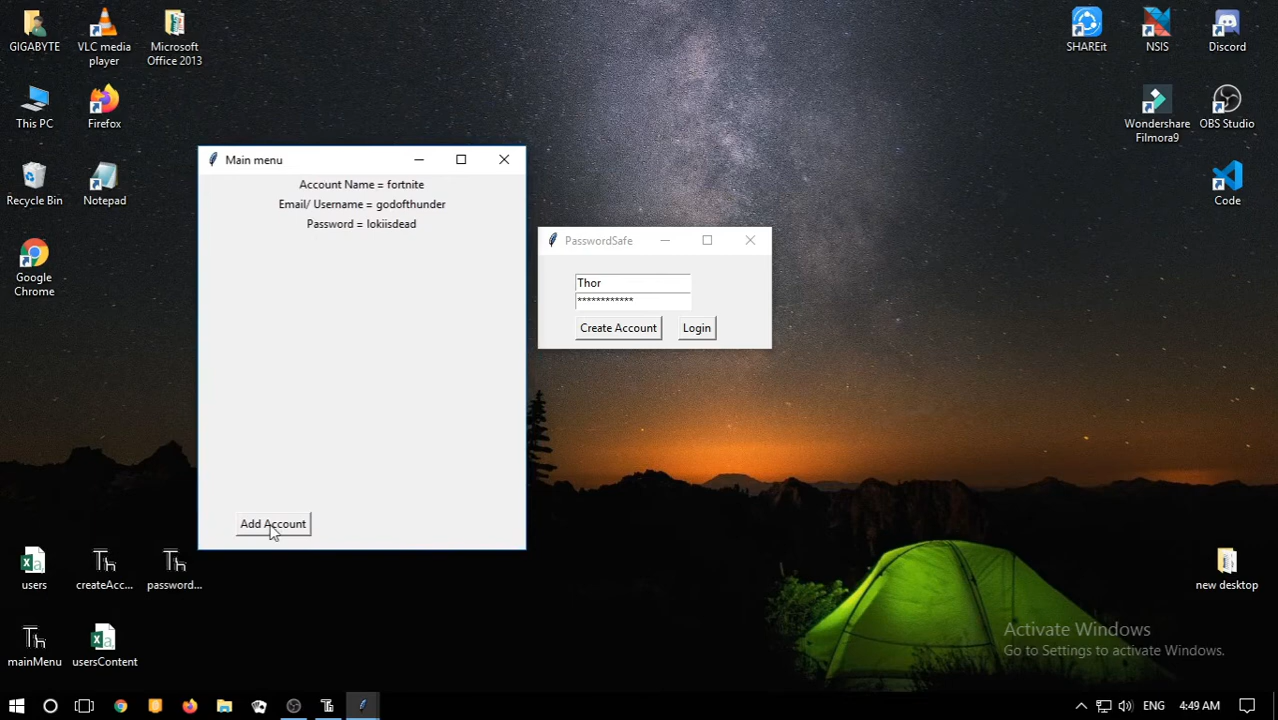 GIGABYTE
VLC media
player
Microsoft
Office 2013
SHAREit
NSIS
Discord
This PC
Firefox
Wondershare
Filmora9
OBS Studio
Recycle Bin
Notepad
Code
Google
Chrome
Main menu
Account Name = fortnite
Email/ Username = godofthunder
Password = lokiisdead
Add Account
PasswordSafe
Thor
************
Create Account
Login
users
createAcc...
password...
new desktop
mainMenu
usersContent
Activate Windows
Go to Settings to activate Windows.
ENG
4:49 AM